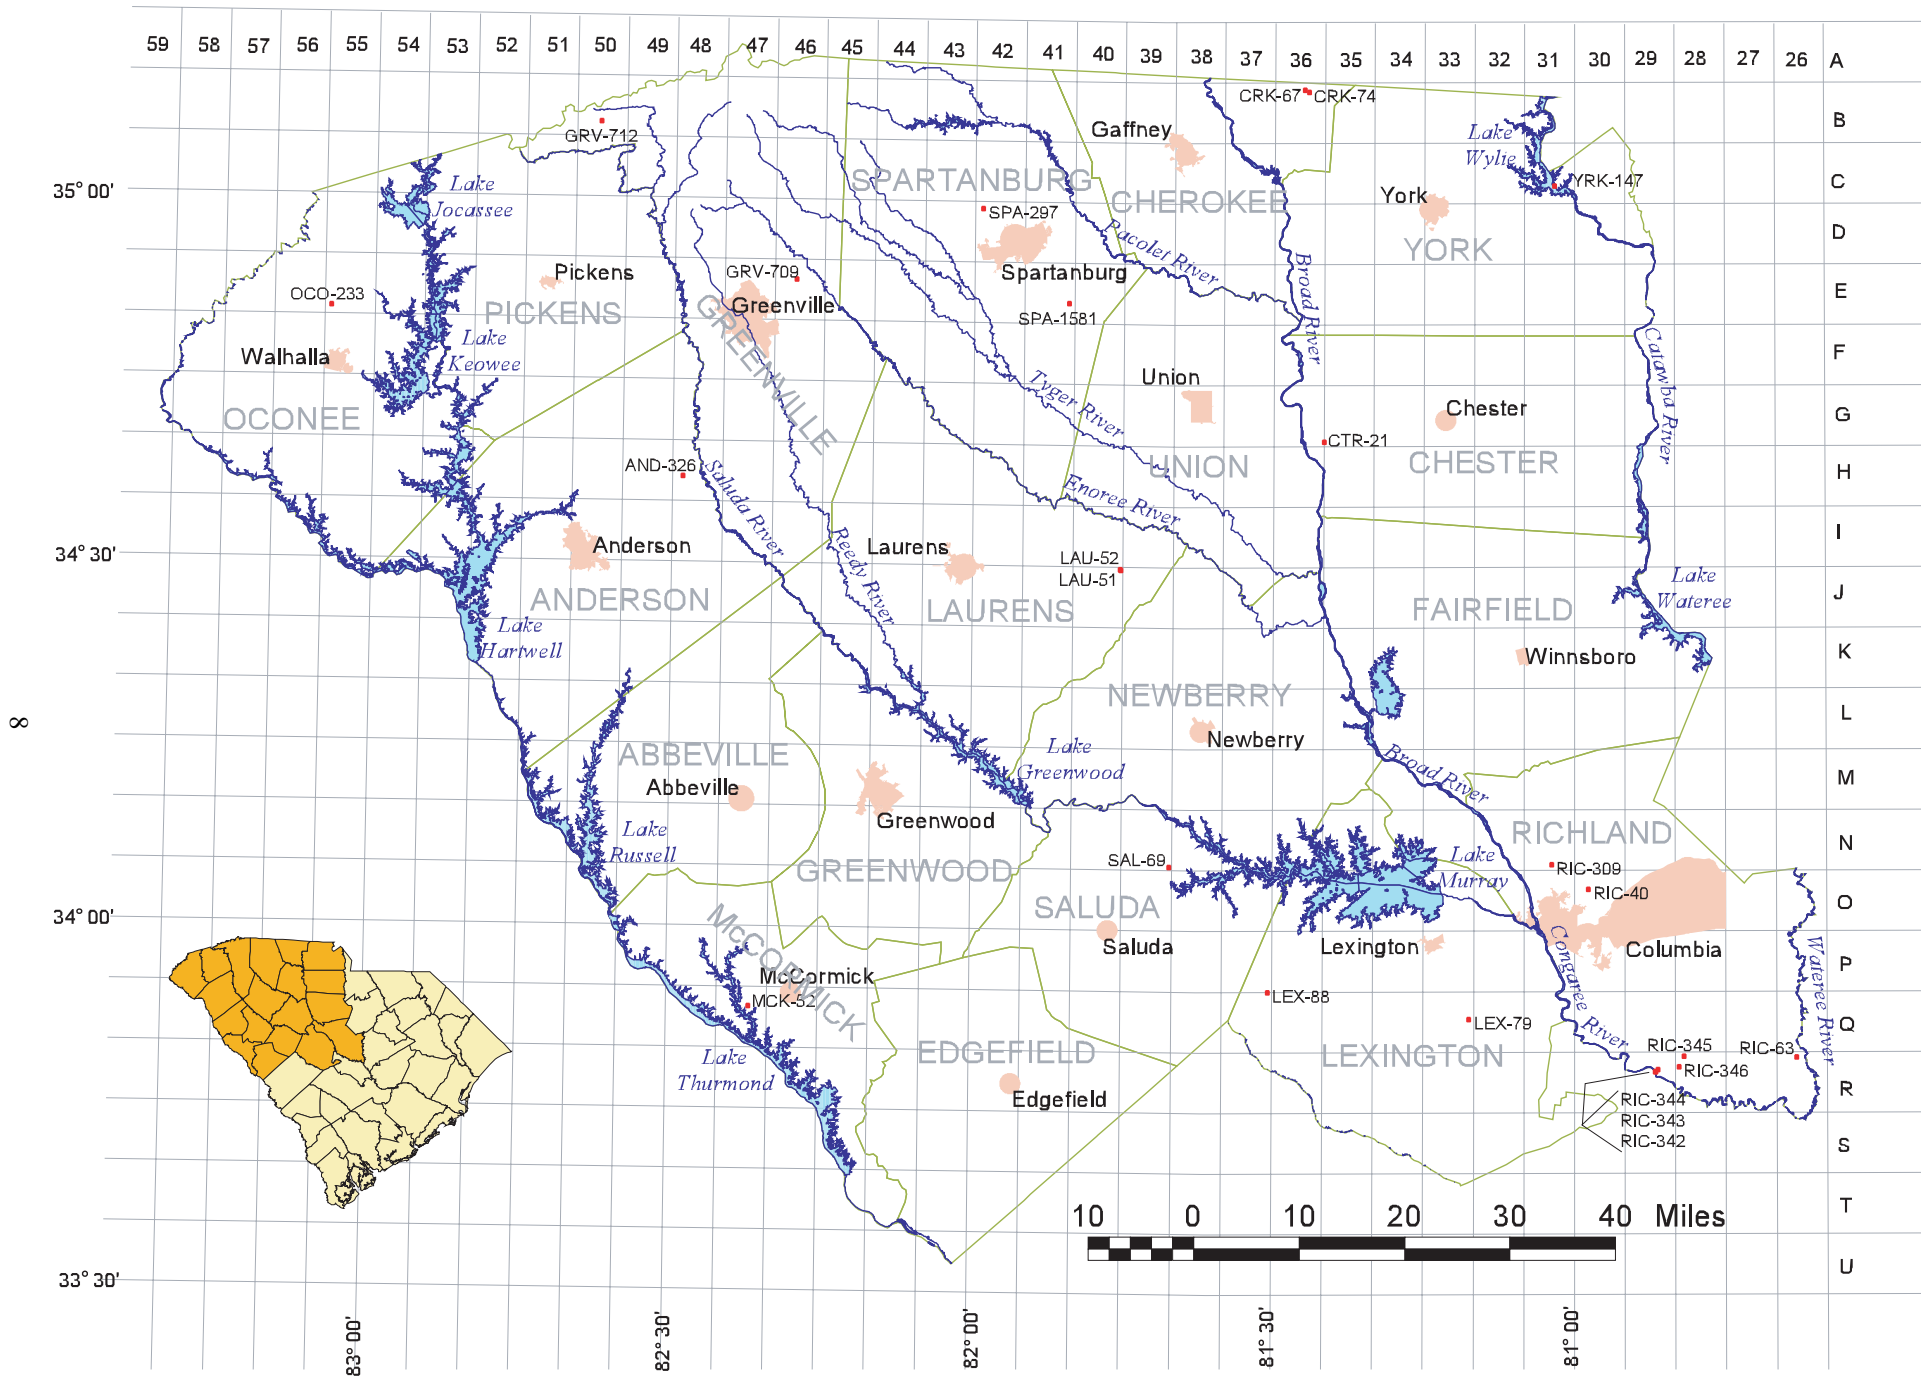 59 58 57 56 55 54 53 52 51 50 49 48 47 46 45 44 43 42 41 40 39 38 37 36 35 34 33 32 31 30 29 28 27 26 A
B
C
D
E
F
G
H
I
J
K
L
M
N
O
P
Q
R
S
T
U
35° 00'
34° 30'
34° 00'
33° 30'
83° 00'
82° 30'
82° 00'
81° 30'
81° 00'
8
CRK-67 CRK-74
GRV-712
Gaffney
Lake
Wylie
YRK-147
Lake
Jocassee
SPARTANBURG
CHEROKEE
York
YORK
SPA-297
Pacolet River
Broad River
Spartanburg
SPA-1581
GRV-709
Greenville
GREENVILLE
Pickens
PICKENS
OCO-233
Walhalla
Lake
Keowee
OCONEE
Union
UNION
Tyger River
Chester
CHESTER
CTR-21
Catawba River
AND-326
Saluda River
Enoree River
Reedy River
Anderson
ANDERSON
Laurens
LAURENS
LAU-52
LAU-51
Lake
Wateree
FAIRFIELD
Winnsboro
Lake
Hartwell
NEWBERRY
Newberry
ABBEVILLE
Abbeville
Lake
Greenwood
Broad River
Greenwood
GREENWOOD
Lake
Russell
RICHLAND
SAL-69
Lake
Murray
RIC-309
RIC-40
SALUDA
Saluda
Lexington
Columbia
Congaree River
Wateree River
McCORMICK
McCormick
MCK-52
LEX-88
LEX-79
LEXINGTON
Lake
Thurmond
EDGEFIELD
Edgefield
RIC-345
RIC-63
RIC-346
RIC-344
RIC-343
RIC-342
10 0 10 20 30 40 Miles